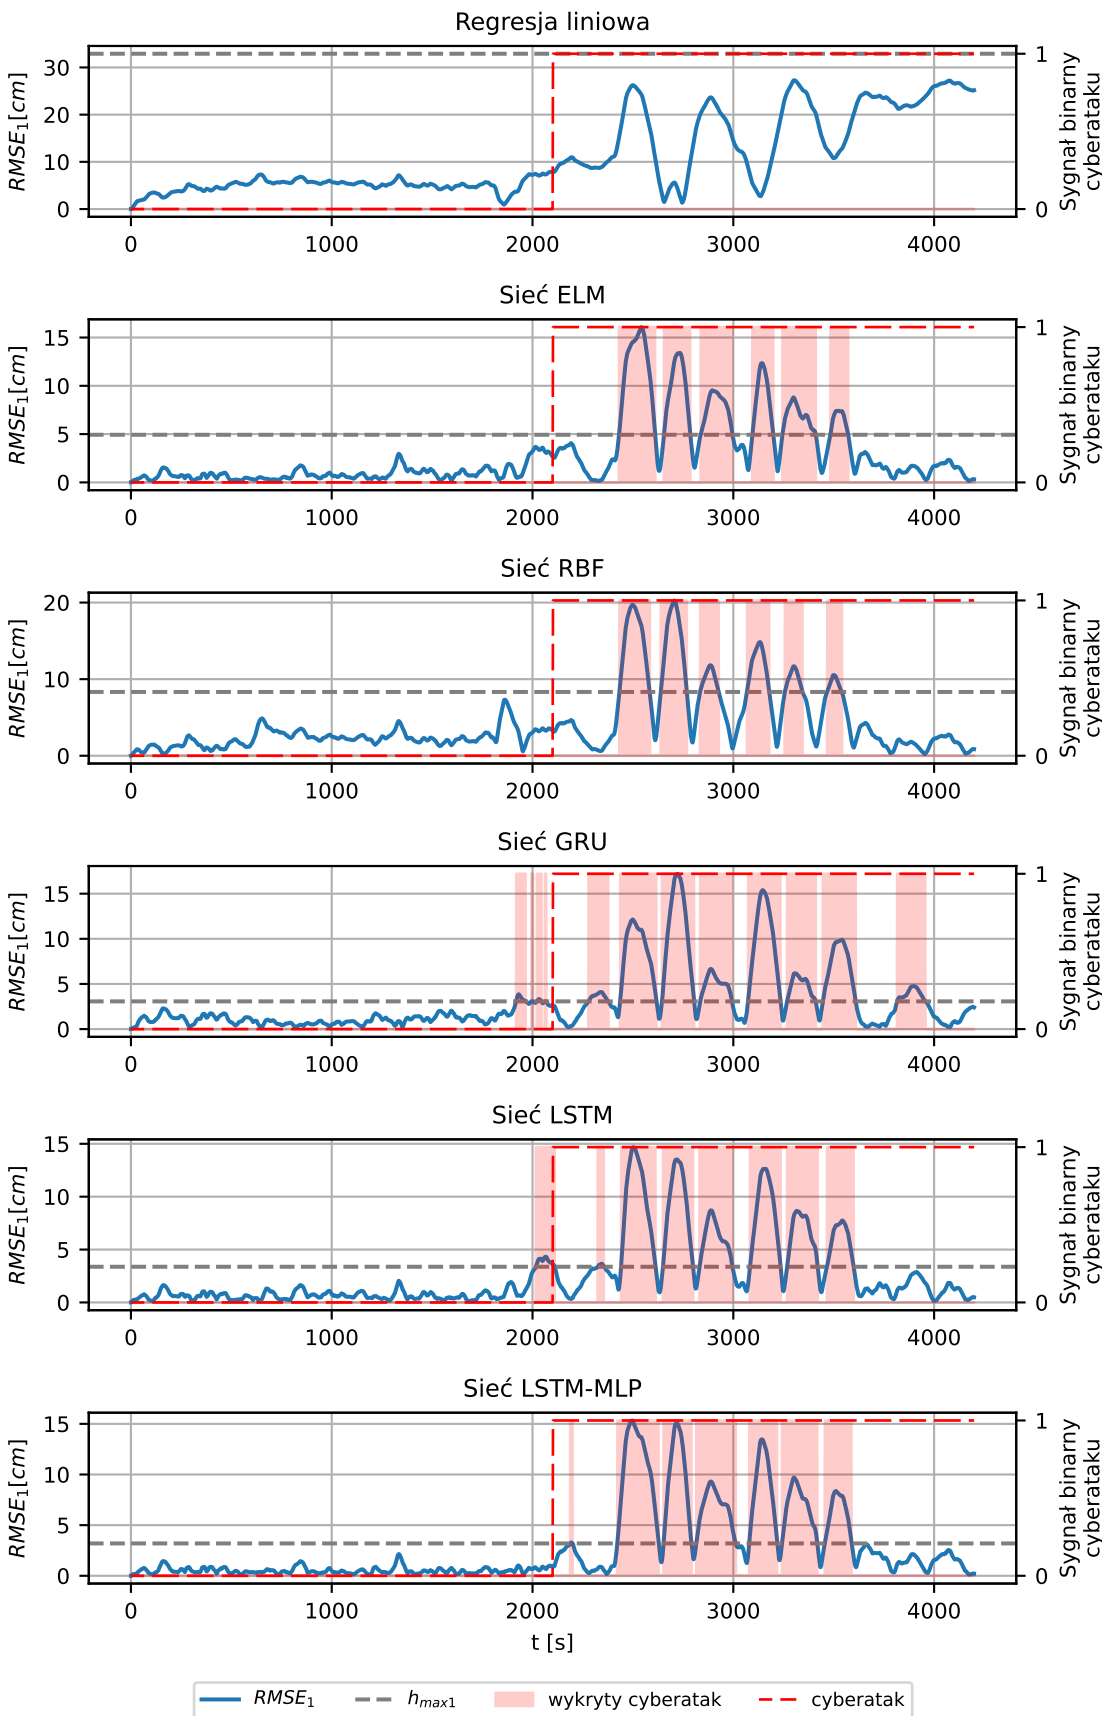 Regresja liniowa
RMSE₁[cm]
30
20
10
0
0 1000 2000 3000 4000
1
0
Sygnał binarny
cyberataku
Sieć ELM
RMSE₁[cm]
15
10
5
0
0 1000 2000 3000 4000
1
0
Sygnał binarny
cyberataku
Sieć RBF
RMSE₁[cm]
20
10
0
0 1000 2000 3000 4000
1
0
Sygnał binarny
cyberataku
Sieć GRU
RMSE₁[cm]
15
10
5
0
0 1000 2000 3000 4000
1
0
Sygnał binarny
cyberataku
Sieć LSTM
RMSE₁[cm]
15
10
5
0
0 1000 2000 3000 4000
1
0
Sygnał binarny
cyberataku
Sieć LSTM-MLP
RMSE₁[cm]
15
10
5
0
0 1000 2000 3000 4000
1
0
Sygnał binarny
cyberataku
t [s]
RMSE₁ hmax1 wykryty cyberatak cyberatak